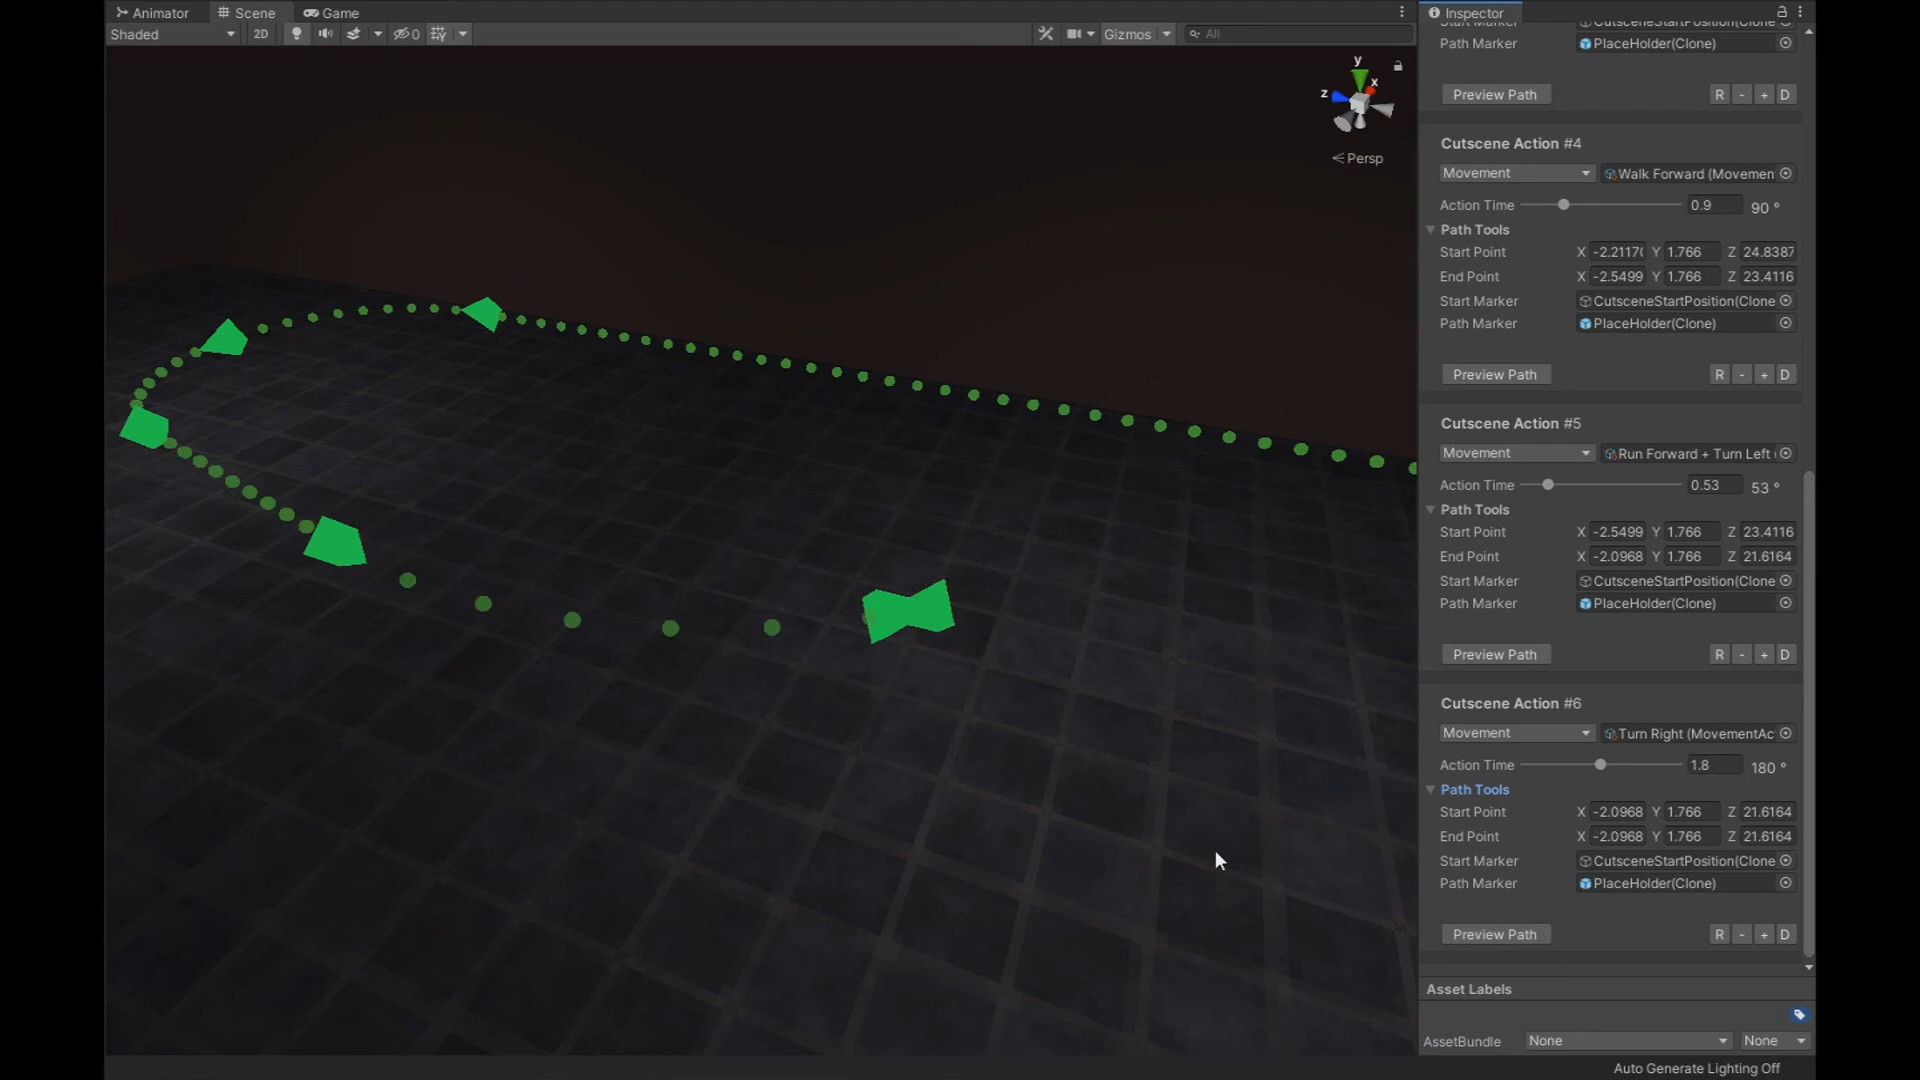 Animator Scene Game
Shaded 2D 0 Gizmos All
y
x
z
Persp
Inspector
CutsceneStartPosition(Clone
Path Marker PlaceHolder(Clone)
Preview Path R - + D
Cutscene Action #4
Movement Walk Forward (Movemen
Action Time 0.9 90 °
Path Tools
Start Point X -2.2117( Y 1.766 Z 24.8387
End Point X -2.5499 Y 1.766 Z 23.4116
Start Marker CutsceneStartPosition(Clone
Path Marker PlaceHolder(Clone)
Preview Path R - + D
Cutscene Action #5
Movement Run Forward + Turn Left (
Action Time 0.53 53 °
Path Tools
Start Point X -2.5499 Y 1.766 Z 23.4116
End Point X -2.0968 Y 1.766 Z 21.6164
Start Marker CutsceneStartPosition(Clone
Path Marker PlaceHolder(Clone)
Preview Path R - + D
Cutscene Action #6
Movement Turn Right (MovementAc
Action Time 1.8 180 °
Path Tools
Start Point X -2.0968 Y 1.766 Z 21.6164
End Point X -2.0968 Y 1.766 Z 21.6164
Start Marker CutsceneStartPosition(Clone
Path Marker PlaceHolder(Clone)
Preview Path R - + D
Asset Labels
AssetBundle None None
Auto Generate Lighting Off